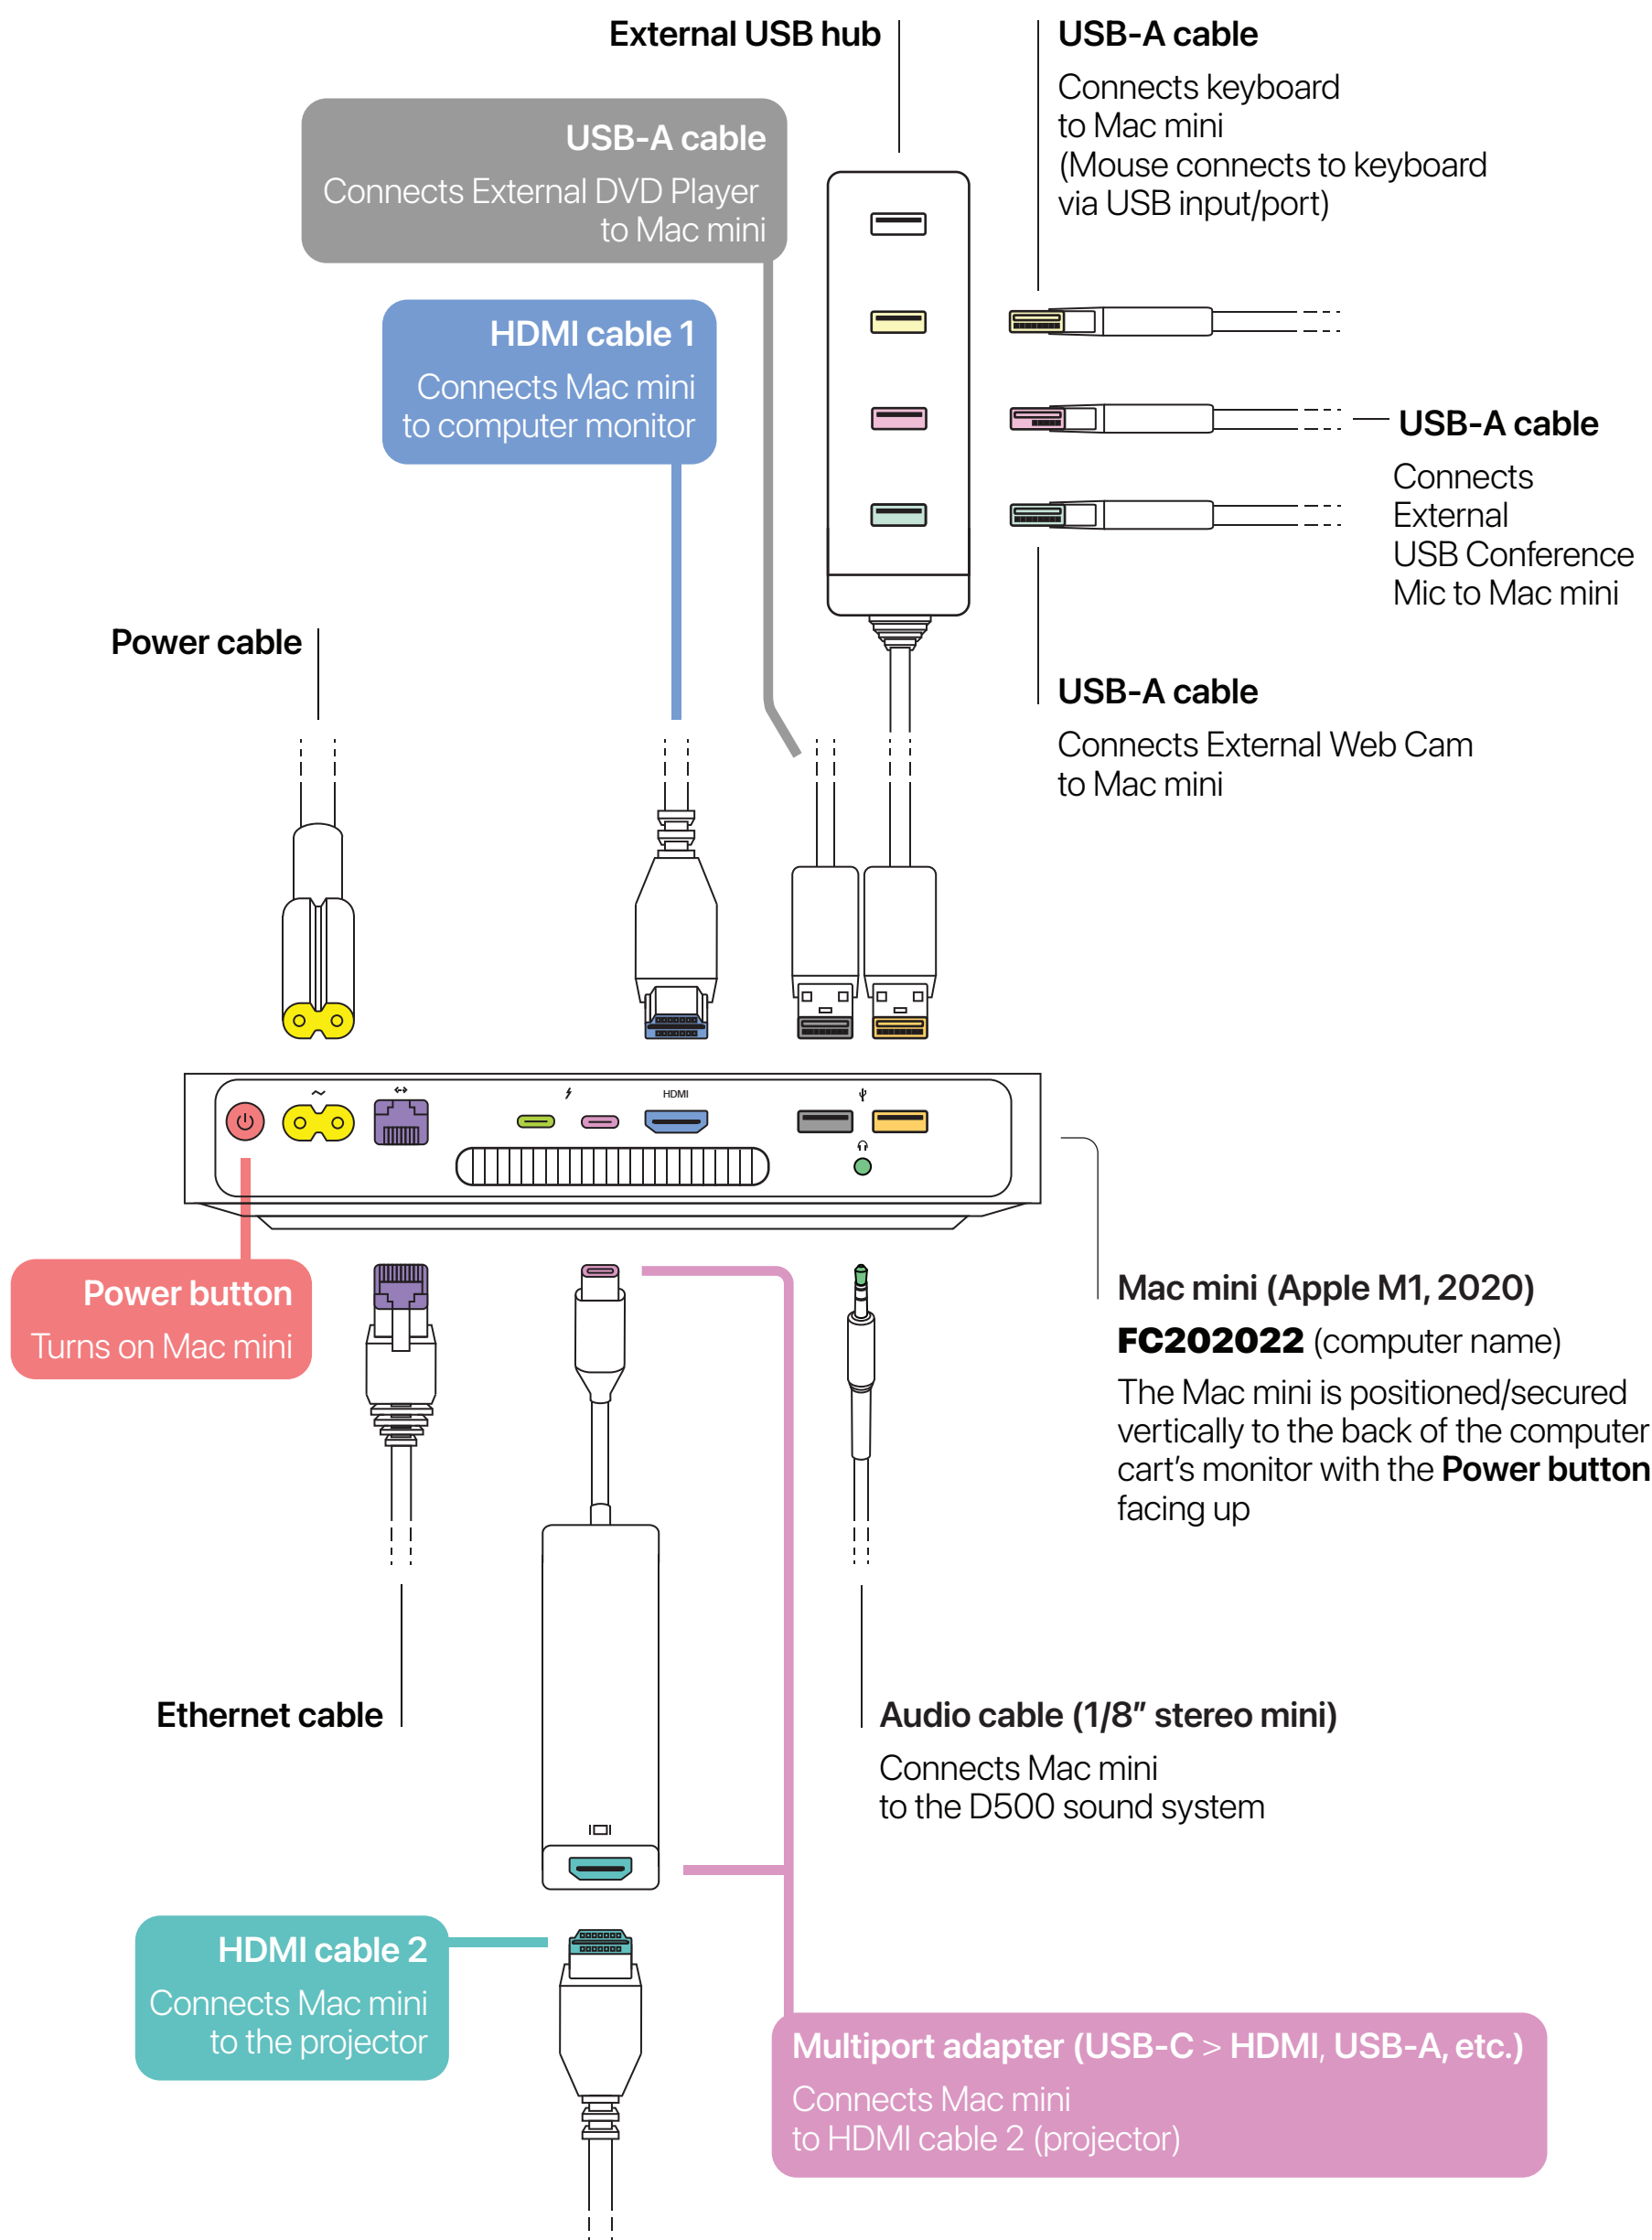 External USB hub
USB-A cable
Connects keyboard
to Mac mini
(Mouse connects to keyboard
via USB input/port)
USB-A cable
Connects External DVD Player
to Mac mini
HDMI cable 1
Connects Mac mini
to computer monitor
USB-A cable
Connects
External
USB Conference
Mic to Mac mini
Power cable
USB-A cable
Connects External Web Cam
to Mac mini
HDMI
Power button
Turns on Mac mini
Mac mini (Apple M1, 2020)
FC202022 (computer name)
The Mac mini is positioned/secured
vertically to the back of the computer
cart's monitor with the Power button
facing up
Ethernet cable
Audio cable (1/8” stereo mini)
Connects Mac mini
to the D500 sound system
HDMI cable 2
Connects Mac mini
to the projector
Multiport adapter (USB-C > HDMI, USB-A, etc.)
Connects Mac mini
to HDMI cable 2 (projector)